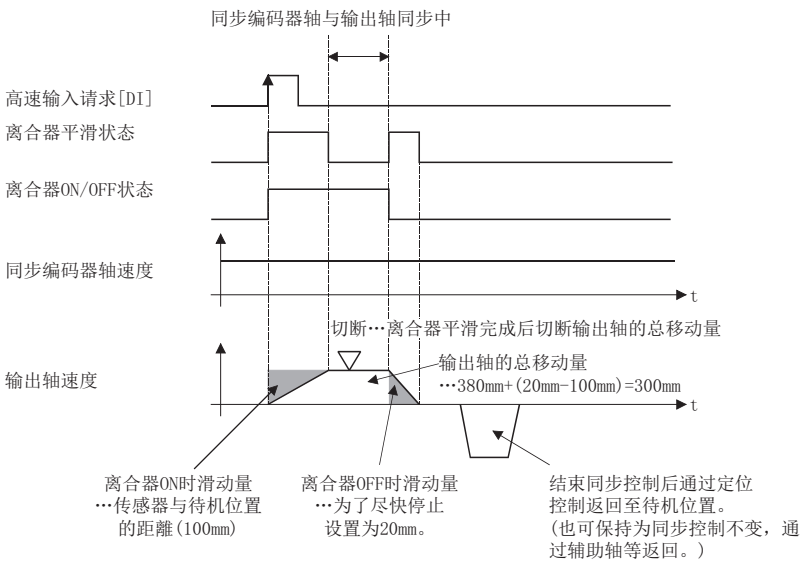 同步编码器轴与输出轴同步中
高速输入请求[DI]
离合器平滑状态
离合器ON/OFF状态
同步编码器轴速度
t
切断…离合器平滑完成后切断输出轴的总移动量
输出轴的总移动量
…380mm+(20mm-100mm)=300mm
输出轴速度
t
离合器ON时滑动量
…传感器与待机位置
的距離(100mm)
离合器OFF时滑动量
…为了尽快停止
设置为20mm。
结束同步控制后通过定位
控制返回至待机位置。
(也可保持为同步控制不变，通
过辅助轴等返回。)